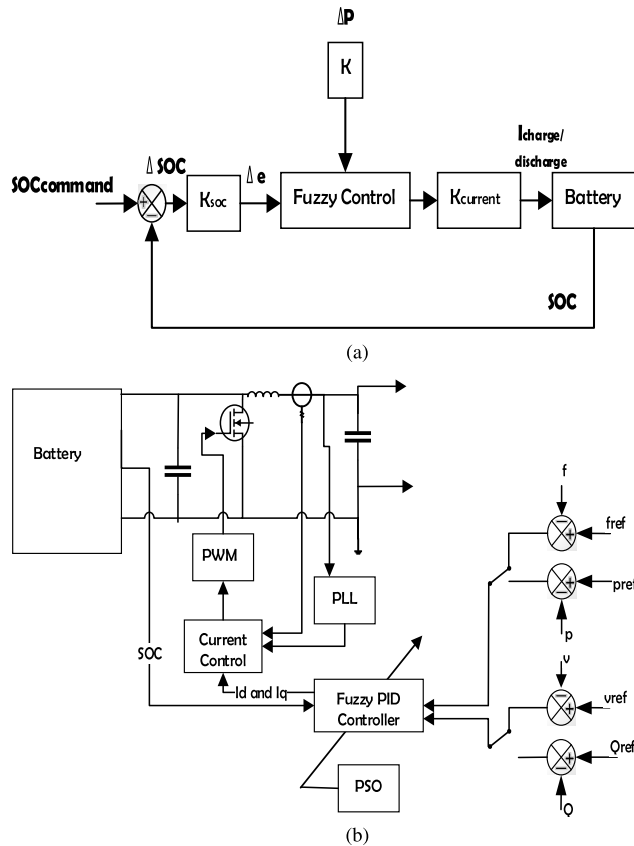 ΔP
K
Icharge/
discharge
SOCcommand
Δ SOC
Δe
+
−
Ksoc
Fuzzy Control
Kcurrent
Battery
SOC
(a)
Battery
f
−
+
fref
PWM
PLL
−
+
pref
p
Current
Control
SOC
v
Id and Iq
Fuzzy PID
Controller
−
+
vref
PSO
−
+
Qref
Q
(b)